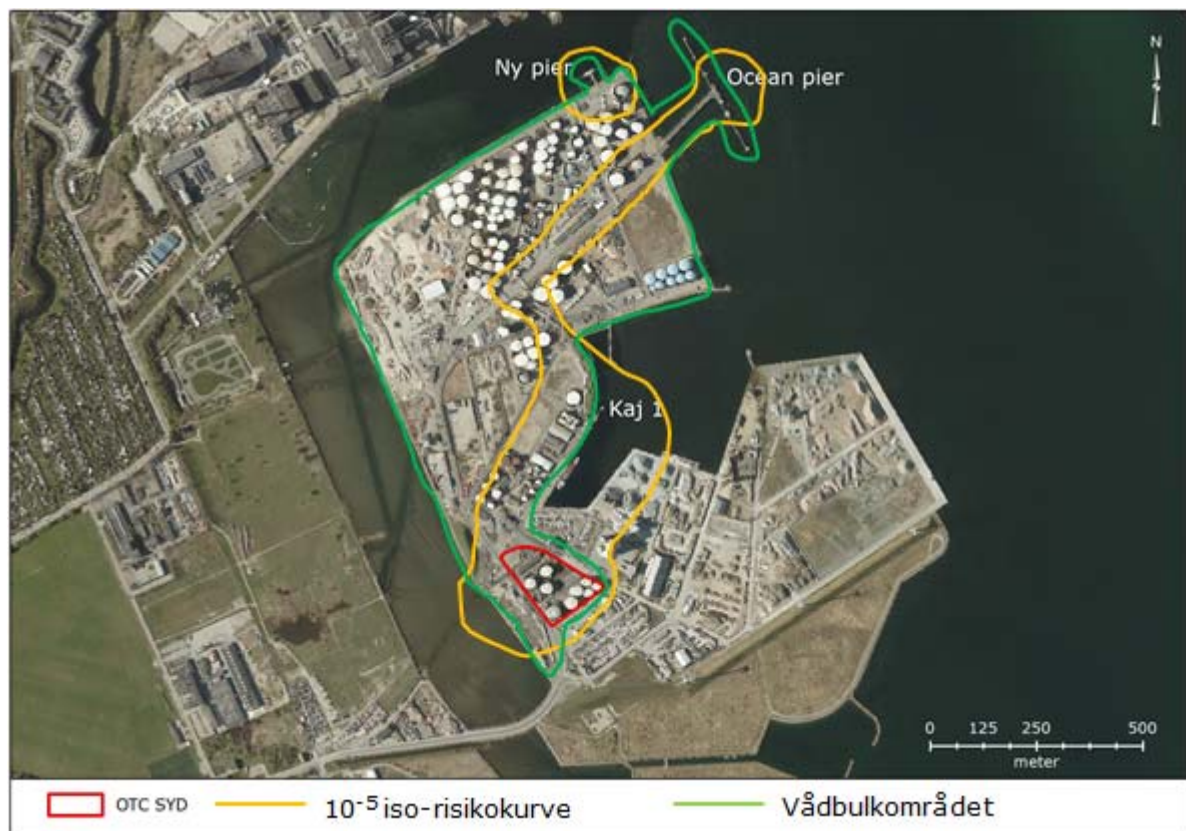 N
Ny pier
Ocean pier
Kaj 1
0 125 250 500
meter
OTC SYD 10⁻⁵ iso-risikokurve Vådbulkområdet